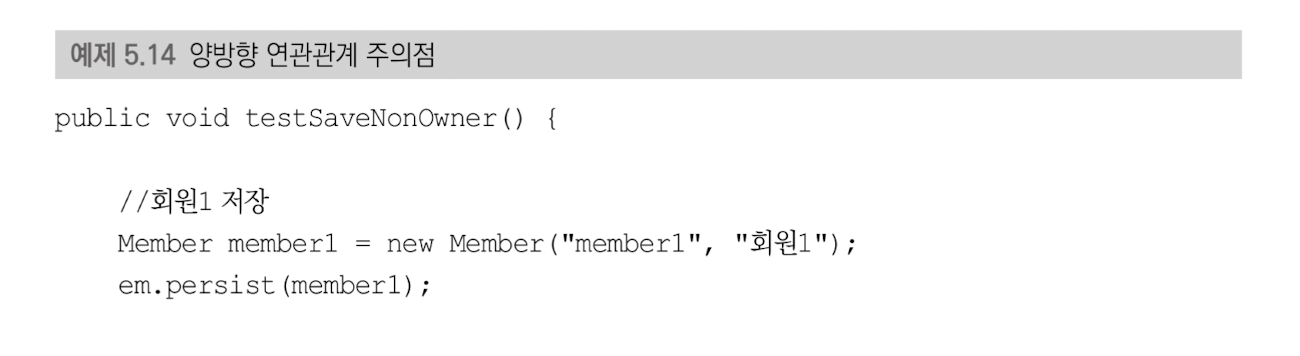 예제 5.14 양방향 연관관계 주의점
public void testSaveNonOwner() {
//회원1 저장
Member member1 = new Member("member1", "회원1");
em.persist(member1);